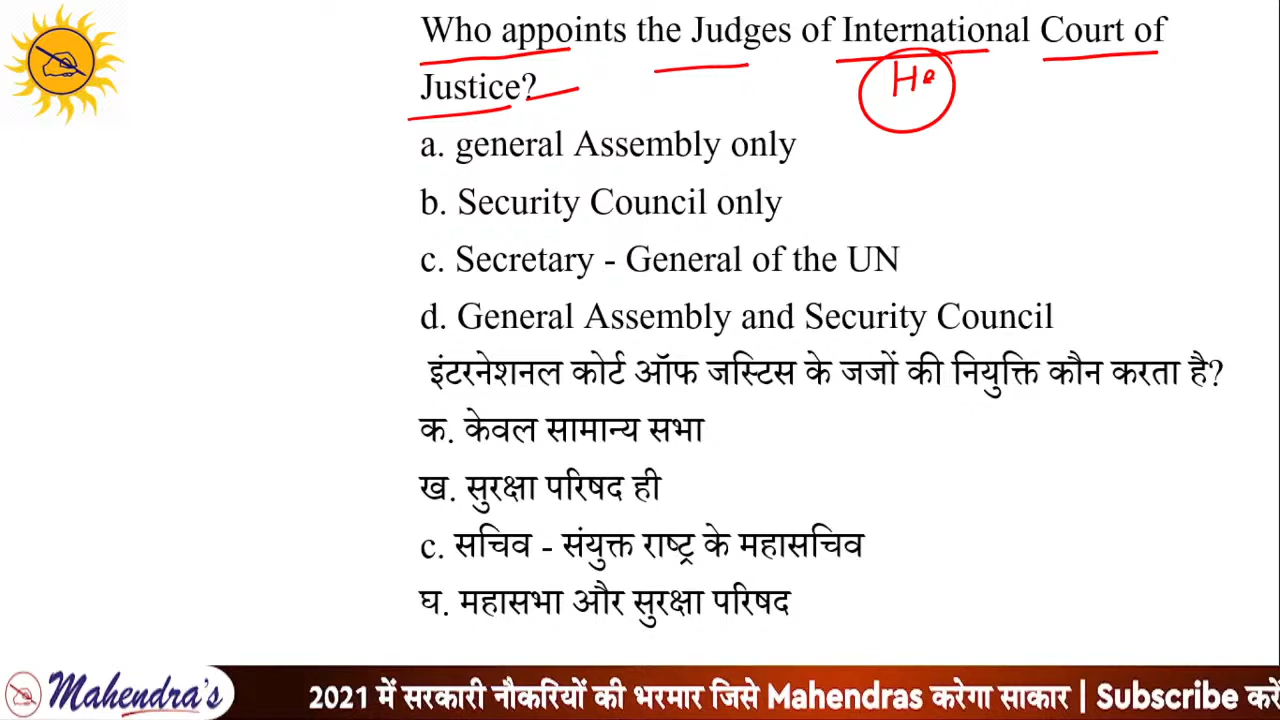 Who appoints the Judges of International Court of
Justice?
He
a. general Assembly only
b. Security Council only
c. Secretary - General of the UN
d. General Assembly and Security Council
इंटरनेशनल कोर्ट ऑफ जस्टिस के जजों की नियुक्ति कौन करता है?
क. केवल सामान्य सभा
ख. सुरक्षा परिषद ही
c. सचिव - संयुक्त राष्ट्र के महासचिव
घ. महासभा और सुरक्षा परिषद
Mahendra's
2021 में सरकारी नौकरियों की भरमार जिसे Mahendras करेगा साकार | Subscribe करें